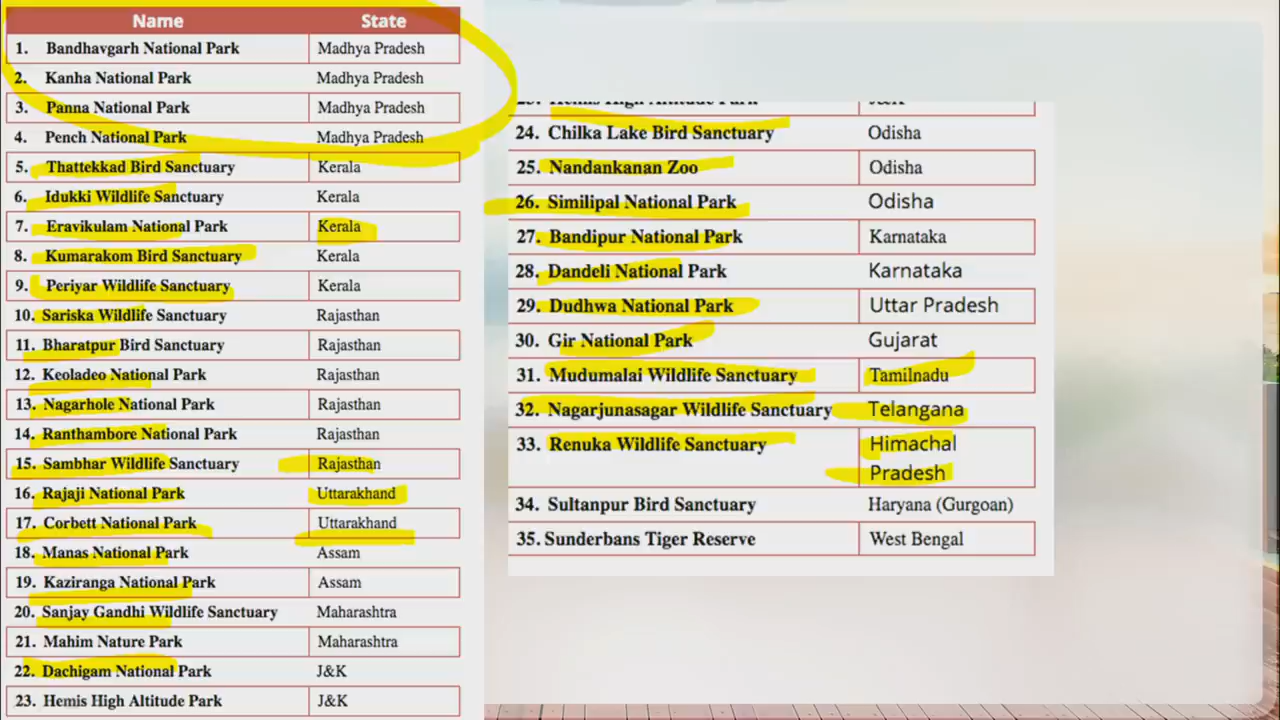 Name State
1. Bandhavgarh National Park Madhya Pradesh
2. Kanha National Park Madhya Pradesh
3. Panna National Park Madhya Pradesh
4. Pench National Park Madhya Pradesh
5. Thattekkad Bird Sanctuary Kerala
6. Idukki Wildlife Sanctuary Kerala
7. Eravikulam National Park Kerala
8. Kumarakom Bird Sanctuary Kerala
9. Periyar Wildlife Sanctuary Kerala
10. Sariska Wildlife Sanctuary Rajasthan
11. Bharatpur Bird Sanctuary Rajasthan
12. Keoladeo National Park Rajasthan
13. Nagarhole National Park Rajasthan
14. Ranthambore National Park Rajasthan
15. Sambhar Wildlife Sanctuary Rajasthan
16. Rajaji National Park Uttarakhand
17. Corbett National Park Uttarakhand
18. Manas National Park Assam
19. Kaziranga National Park Assam
20. Sanjay Gandhi Wildlife Sanctuary Maharashtra
21. Mahim Nature Park Maharashtra
22. Dachigam National Park J&K
23. Hemis High Altitude Park J&K
23. Hemis High Altitude Park J&K
24. Chilka Lake Bird Sanctuary Odisha
25. Nandankanan Zoo Odisha
26. Similipal National Park Odisha
27. Bandipur National Park Karnataka
28. Dandeli National Park Karnataka
29. Dudhwa National Park Uttar Pradesh
30. Gir National Park Gujarat
31. Mudumalai Wildlife Sanctuary Tamilnadu
32. Nagarjunasagar Wildlife Sanctuary Telangana
33. Renuka Wildlife Sanctuary Himachal
Pradesh
34. Sultanpur Bird Sanctuary Haryana (Gurgoan)
35. Sunderbans Tiger Reserve West Bengal